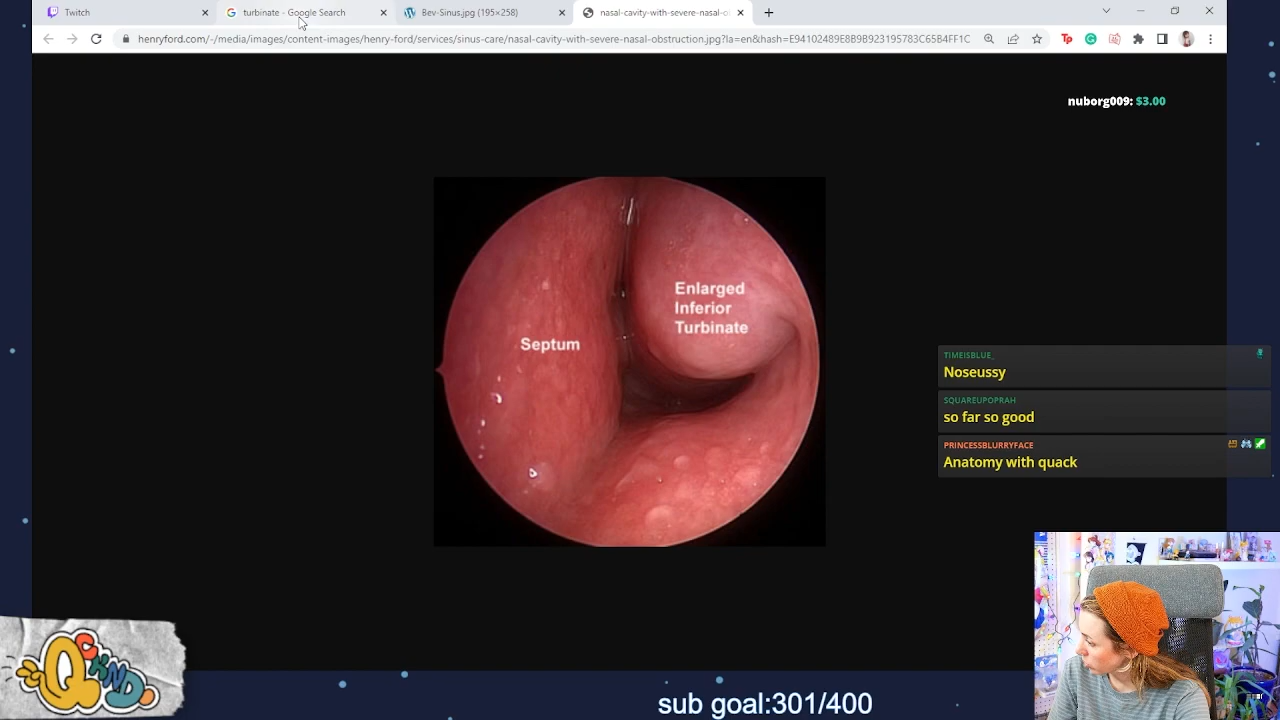 Twitch
turbinate - Google Search
Bev-Sinus.jpg (195×258)
nasal-cavity-with-severe-nasal-ol
henryford.com/-/media/images/content-images/henry-ford/services/sinus-care/nasal-cavity-with-severe-nasal-obstruction.jpg?la=en&hash=E94102489E8B9B923195783C65B4FF1C
nuborg009: $3.00
Enlarged
Inferior
Turbinate
Septum
TIMEISBLUE_
Noseussy
SQUAREUPOPRAH
so far so good
PRINCESSBLURRYFACE
Anatomy with quack
QCKND
sub goal:301/400